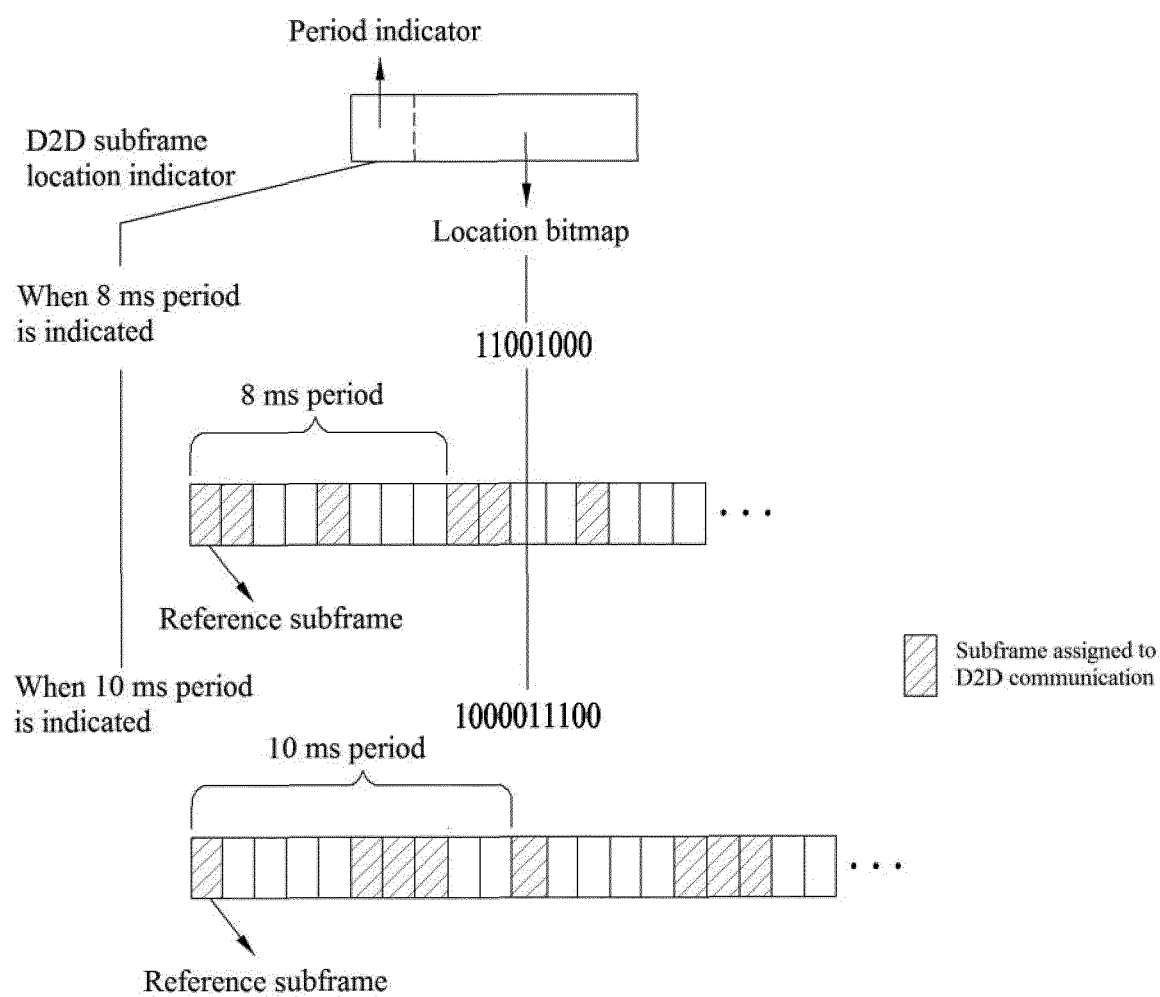 Period indicator
D2D subframe
location indicator
Location bitmap
When 8 ms period
is indicated
11001000
8 ms period
Reference subframe
Subframe assigned to
D2D communication
When 10 ms period
is indicated
1000011100
10 ms period
Reference subframe